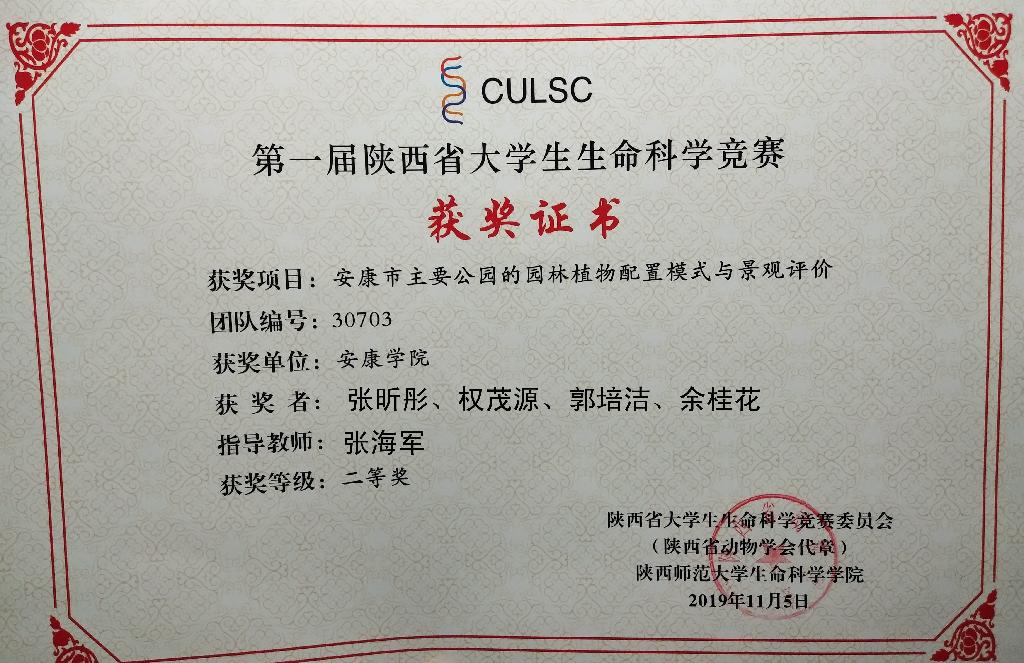 CULSC
第一届陕西省大学生生命科学竞赛
获奖证书
获奖项目：安康市主要公园的园林植物配置模式与景观评价
团队编号：30703
获奖单位：安康学院
获 奖 者：张昕彤、权茂源、郭培洁、余桂花
指导教师：张海军
获奖等级：二等奖
陕西省大学生生命科学竞赛委员会
（陕西省动物学会代章）
陕西师范大学生命科学学院
2019年11月5日